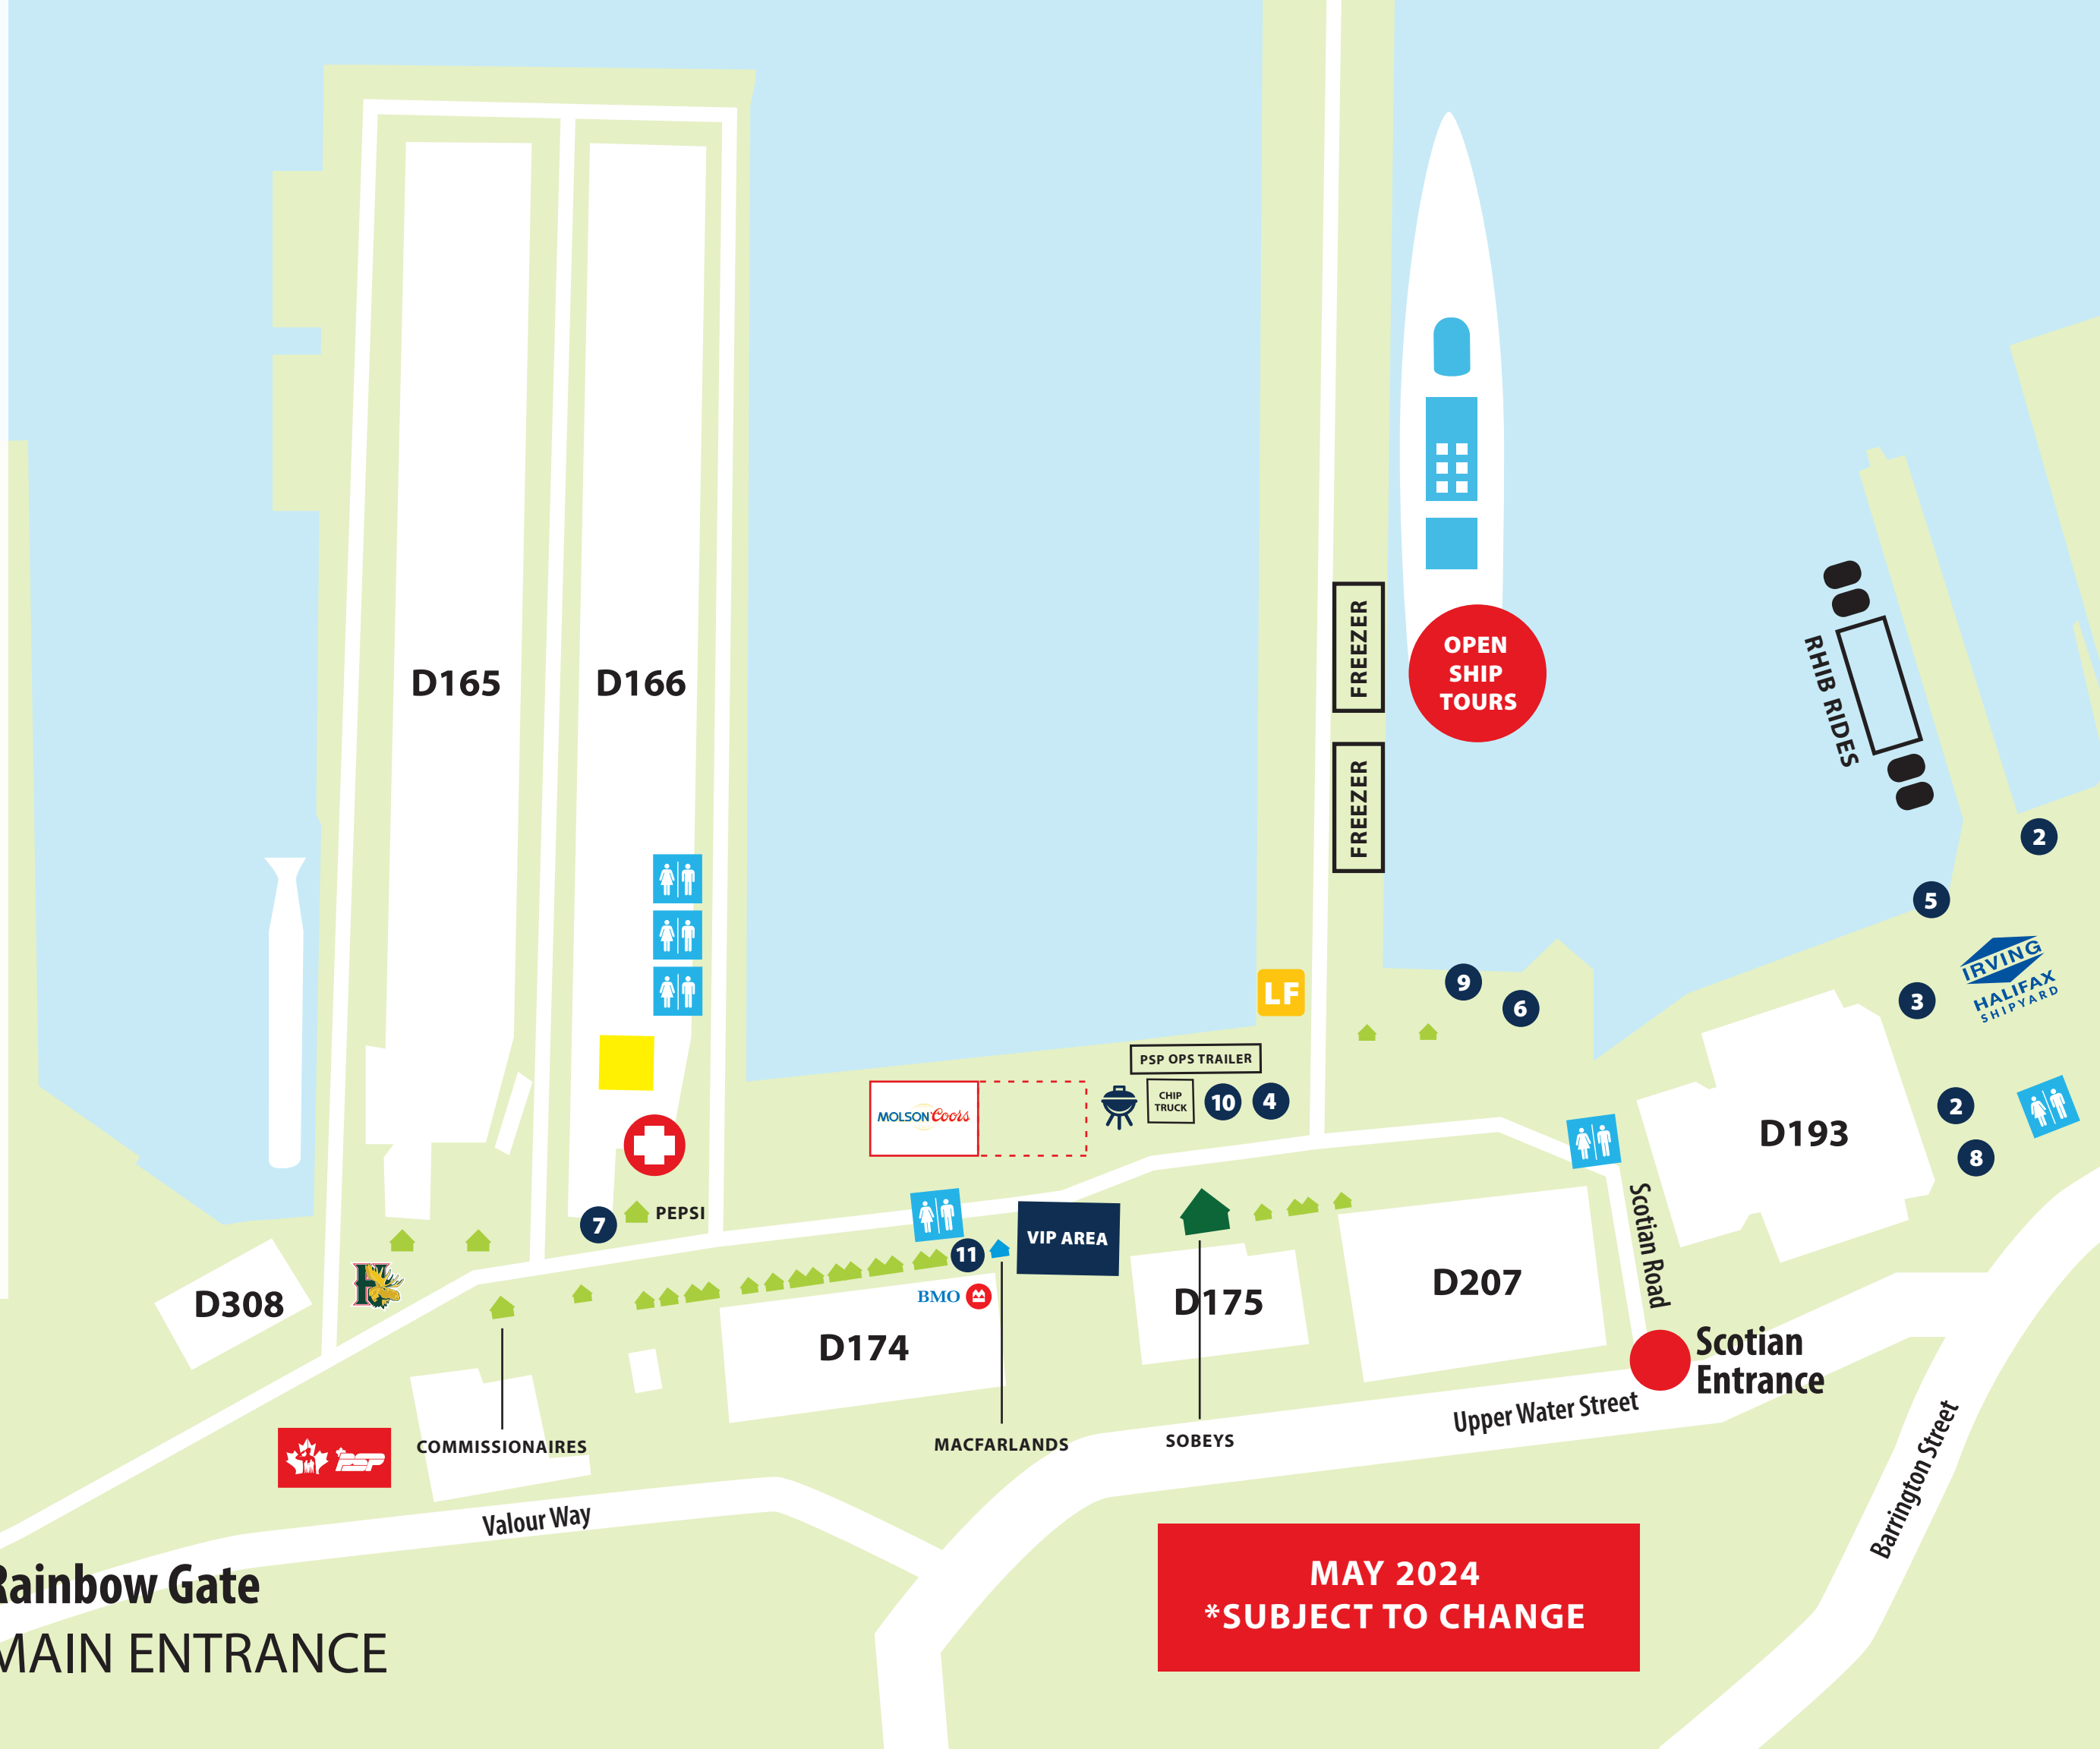 D165
D166
FREEZER
OPEN
SHIP
TOURS
FREEZER
RHIB RIDES
2
5
IRVING
HALIFAX
SHIPYARD
3
9
6
LF
PSP OPS TRAILER
MOLSON Coors
CHIP
TRUCK
10
4
2
8
D193
7
PEPSI
11
VIP AREA
Scotian Road
D308
H
BMO
D174
D175
D207
Scotian
Entrance
Upper Water Street
COMMISSIONAIRES
MACFARLANDS
SOBEYS
PSP
Valour Way
Barrington Street
Rainbow Gate
MAIN ENTRANCE
MAY 2024
*SUBJECT TO CHANGE